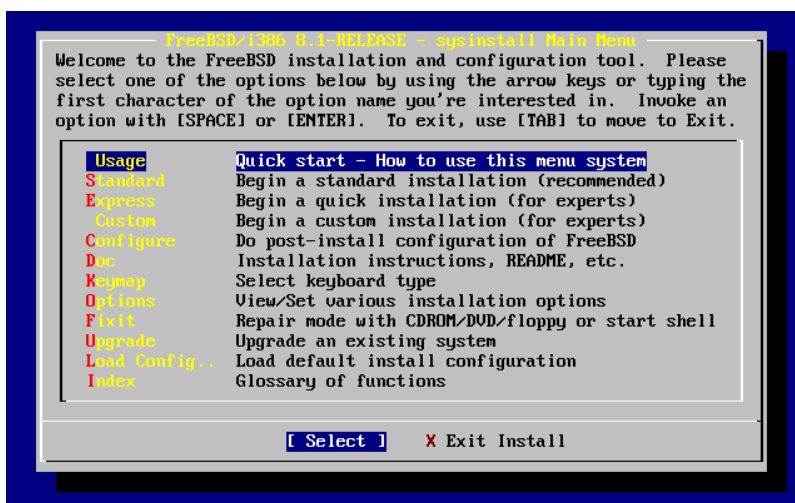 FreeBSD/i386 8.1-RELEASE - sysinstall Main Menu
Welcome to the FreeBSD installation and configuration tool.  Please
select one of the options below by using the arrow keys or typing the
first character of the option name you're interested in.  Invoke an
option with [SPACE] or [ENTER].  To exit, use [TAB] to move to Exit.
Usage Quick start - How to use this menu system
Standard Begin a standard installation (recommended)
Express Begin a quick installation (for experts)
Custom Begin a custom installation (for experts)
Configure Do post-install configuration of FreeBSD
Doc Installation instructions, README, etc.
Keymap Select keyboard type
Options View/Set various installation options
Fixit Repair mode with CDROM/DVD/floppy or start shell
Upgrade Upgrade an existing system
Load Config.. Load default install configuration
Index Glossary of functions
[ Select ] X Exit Install